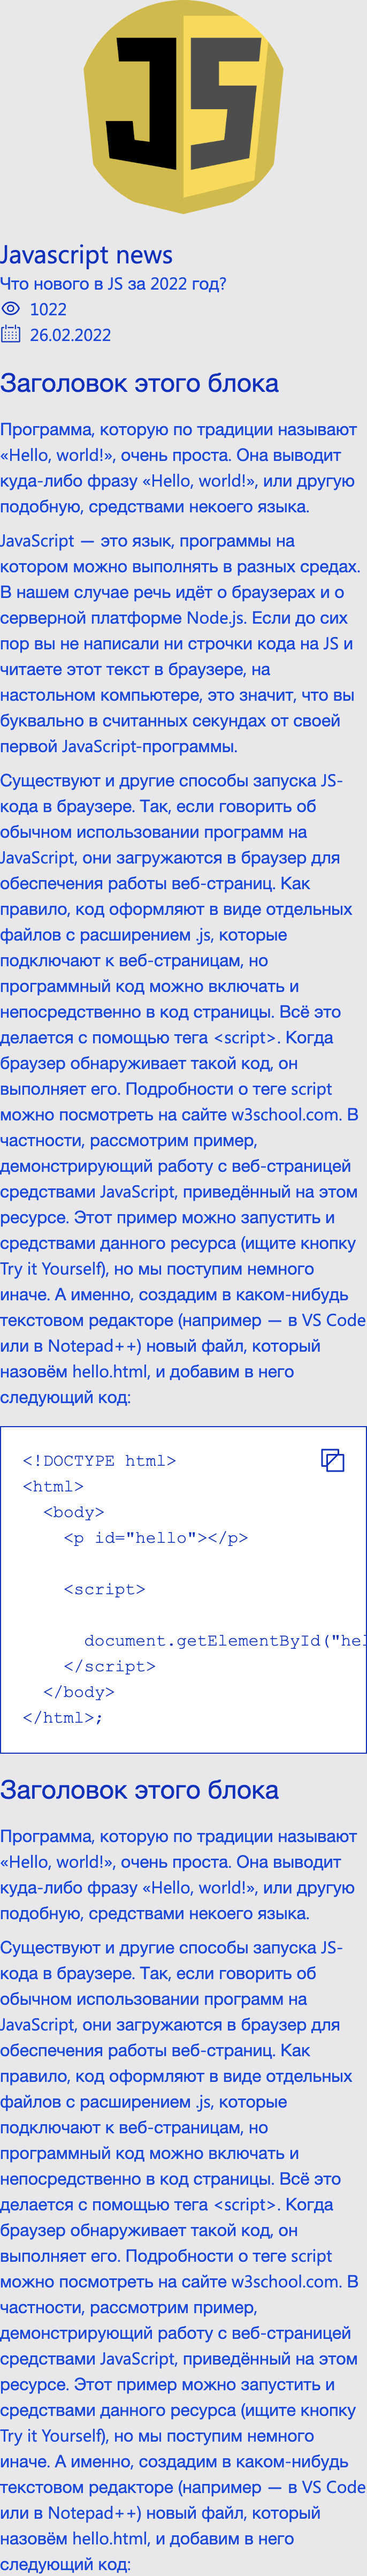 JS
Javascript news
Что нового в JS за 2022 год?
1022
26.02.2022
Заголовок этого блока
Программа, которую по традиции называют
«Hello, world!», очень проста. Она выводит
куда-либо фразу «Hello, world!», или другую
подобную, средствами некоего языка.
JavaScript — это язык, программы на
котором можно выполнять в разных средах.
В нашем случае речь идёт о браузерах и о
серверной платформе Node.js. Если до сих
пор вы не написали ни строчки кода на JS и
читаете этот текст в браузере, на
настольном компьютере, это значит, что вы
буквально в считанных секундах от своей
первой JavaScript-программы.
Существуют и другие способы запуска JS-
кода в браузере. Так, если говорить об
обычном использовании программ на
JavaScript, они загружаются в браузер для
обеспечения работы веб-страниц. Как
правило, код оформляют в виде отдельных
файлов с расширением .js, которые
подключают к веб-страницам, но
программный код можно включать и
непосредственно в код страницы. Всё это
делается с помощью тега <script>. Когда
браузер обнаруживает такой код, он
выполняет его. Подробности о теге script
можно посмотреть на сайте w3school.com. В
частности, рассмотрим пример,
демонстрирующий работу с веб-страницей
средствами JavaScript, приведённый на этом
ресурсе. Этот пример можно запустить и
средствами данного ресурса (ищите кнопку
Try it Yourself), но мы поступим немного
иначе. А именно, создадим в каком-нибудь
текстовом редакторе (например — в VS Code
или в Notepad++) новый файл, который
назовём hello.html, и добавим в него
следующий код:
<!DOCTYPE html>
<html>
<body>
<p id="hello"></p>
<script>
document.getElementById("hel
</script>
</body>
</html>;
Заголовок этого блока
Программа, которую по традиции называют
«Hello, world!», очень проста. Она выводит
куда-либо фразу «Hello, world!», или другую
подобную, средствами некоего языка.
Существуют и другие способы запуска JS-
кода в браузере. Так, если говорить об
обычном использовании программ на
JavaScript, они загружаются в браузер для
обеспечения работы веб-страниц. Как
правило, код оформляют в виде отдельных
файлов с расширением .js, которые
подключают к веб-страницам, но
программный код можно включать и
непосредственно в код страницы. Всё это
делается с помощью тега <script>. Когда
браузер обнаруживает такой код, он
выполняет его. Подробности о теге script
можно посмотреть на сайте w3school.com. В
частности, рассмотрим пример,
демонстрирующий работу с веб-страницей
средствами JavaScript, приведённый на этом
ресурсе. Этот пример можно запустить и
средствами данного ресурса (ищите кнопку
Try it Yourself), но мы поступим немного
иначе. А именно, создадим в каком-нибудь
текстовом редакторе (например — в VS Code
или в Notepad++) новый файл, который
назовём hello.html, и добавим в него
следующий код: